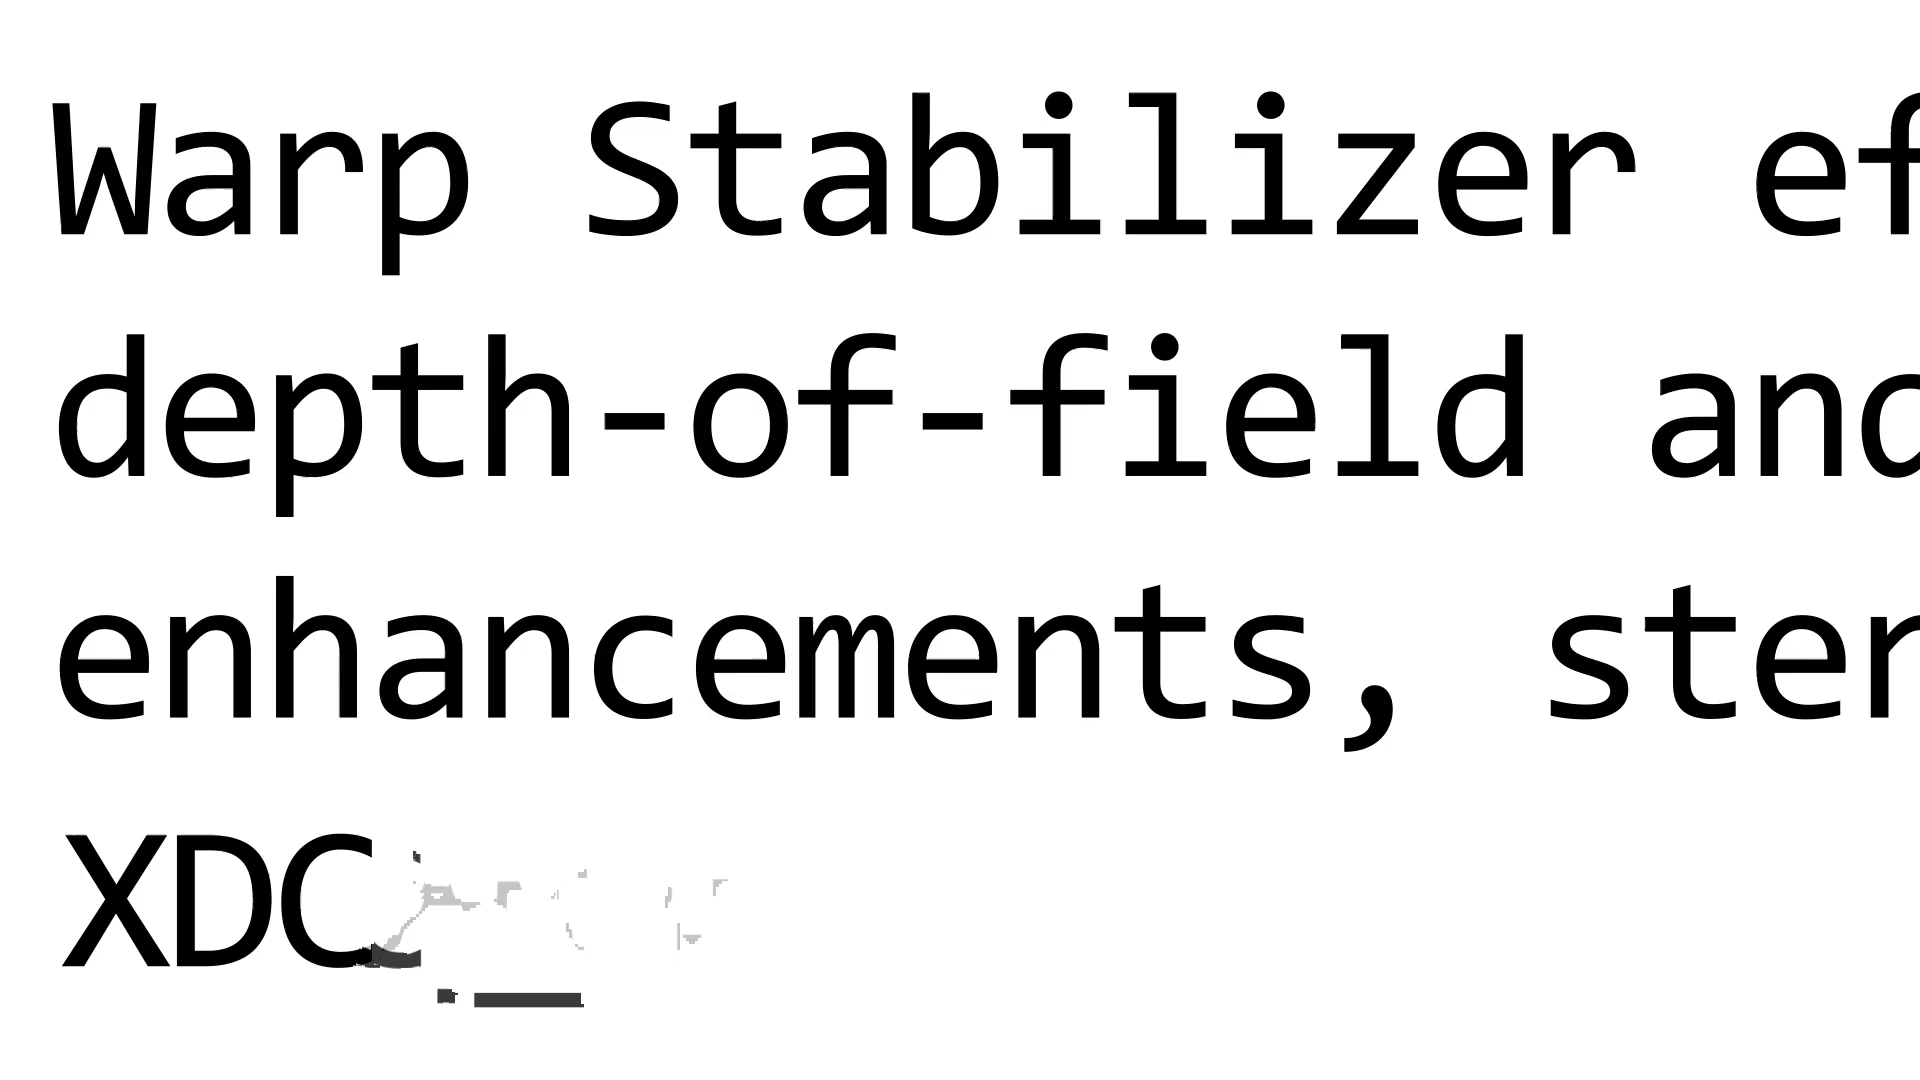 Warp Stabilizer ef
depth-of-field and
enhancements, ster
XDC